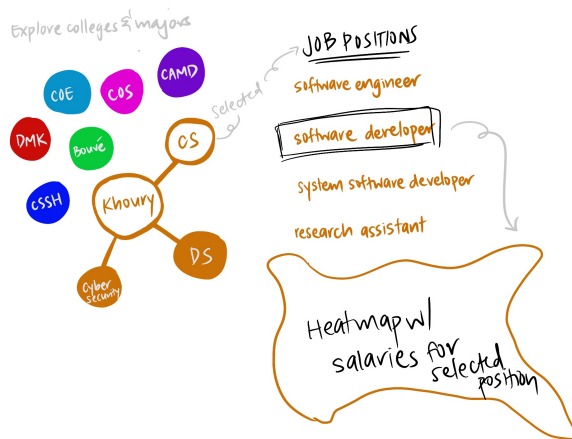 Explore colleges & majors
COE
COS
CAMD
DMK
Bouvé
CSSH
Khoury
CS
DS
Cyber
security
selected
JOB POSITIONS
software engineer
software developer
system software developer
research assistant
Heatmap w/
salaries for
selected
position